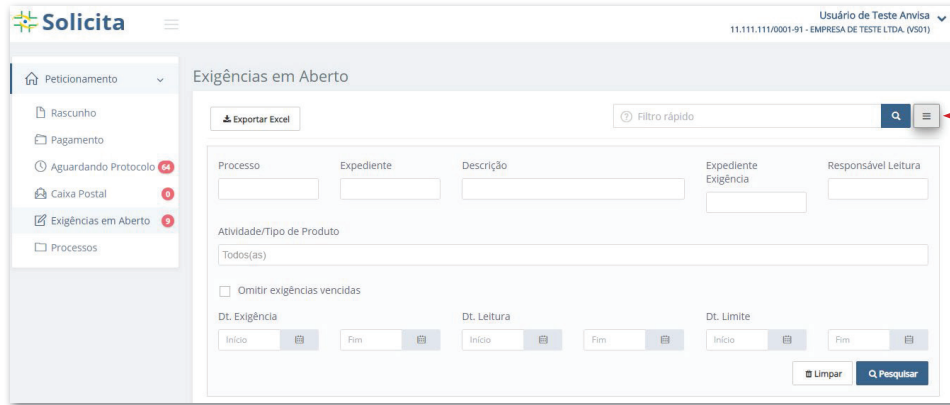 Solicita
Usuário de Teste Anvisa
11.111.111/0001-91 - EMPRESA DE TESTE LTDA. (VS01)
Peticionamento
Rascunho
Pagamento
Aguardando Protocolo 64
Caixa Postal 0
Exigências em Aberto 9
Processos
Exigências em Aberto
Exportar Excel
Filtro rápido
Processo Expediente Descrição Expediente Exigência Responsável Leitura
Atividade/Tipo de Produto
Todos(as)
Omitir exigências vencidas
Dt. Exigência Dt. Leitura Dt. Limite
Início Fim Início Fim Início Fim
Limpar Pesquisar